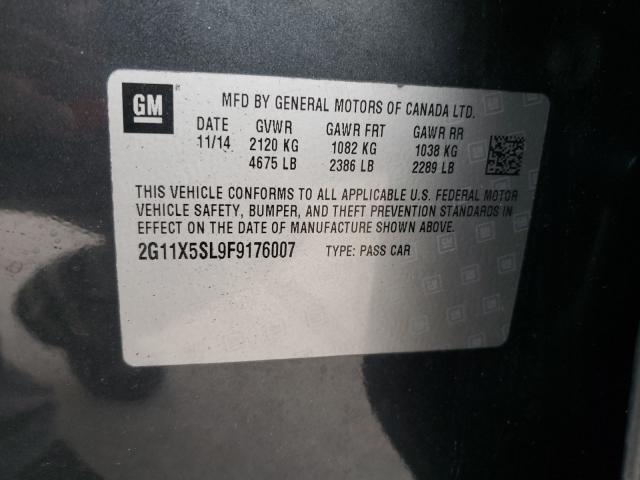 GM
MFD BY GENERAL MOTORS OF CANADA LTD.
DATE GVWR GAWR FRT GAWR RR
11/14 2120 KG 1082 KG 1038 KG
4675 LB 2386 LB 2289 LB
THIS VEHICLE CONFORMS TO ALL APPLICABLE U.S. FEDERAL MOTOR
VEHICLE SAFETY, BUMPER, AND THEFT PREVENTION STANDARDS IN
EFFECT ON THE DATE OF MANUFACTURE SHOWN ABOVE.
2G11X5SL9F9176007 TYPE: PASS CAR